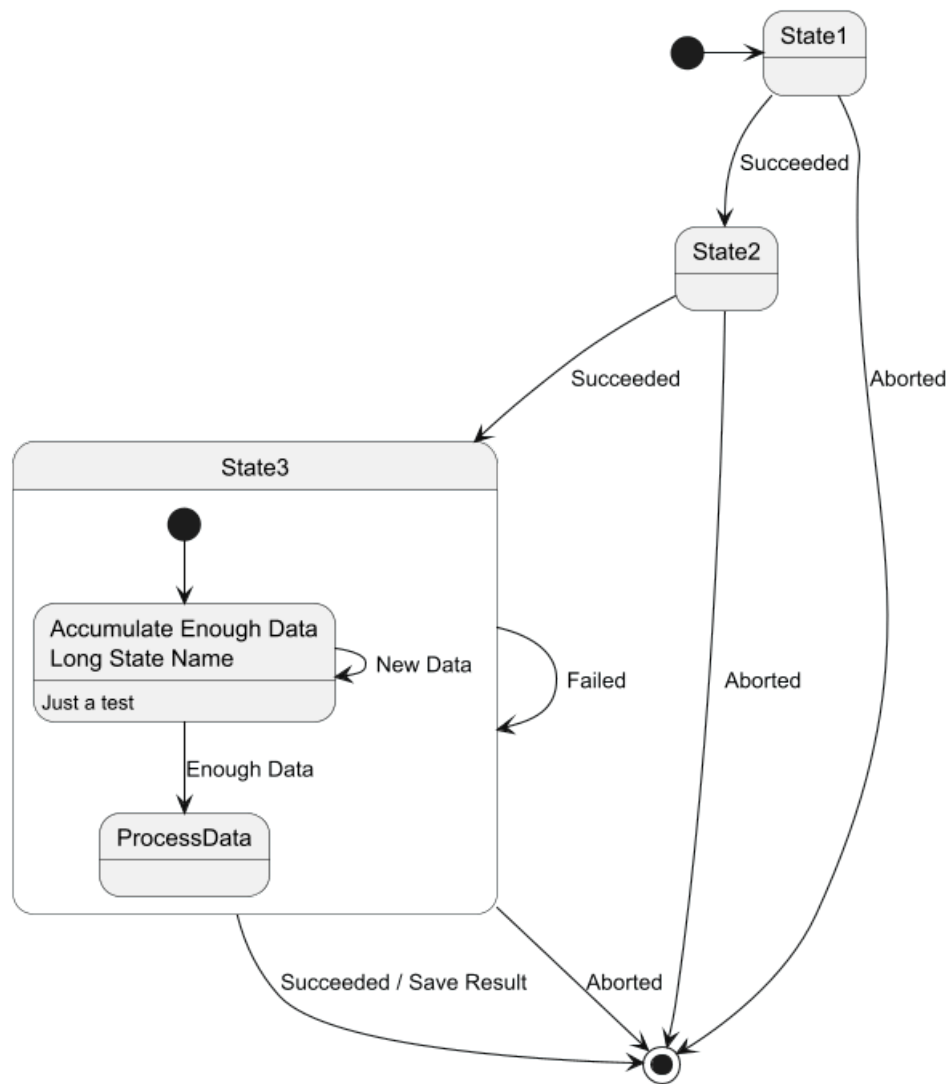 State1
Succeeded
State2
Succeeded
Aborted
State3
Accumulate Enough Data
Long State Name
New Data
Just a test
Failed
Aborted
Enough Data
ProcessData
Succeeded / Save Result
Aborted